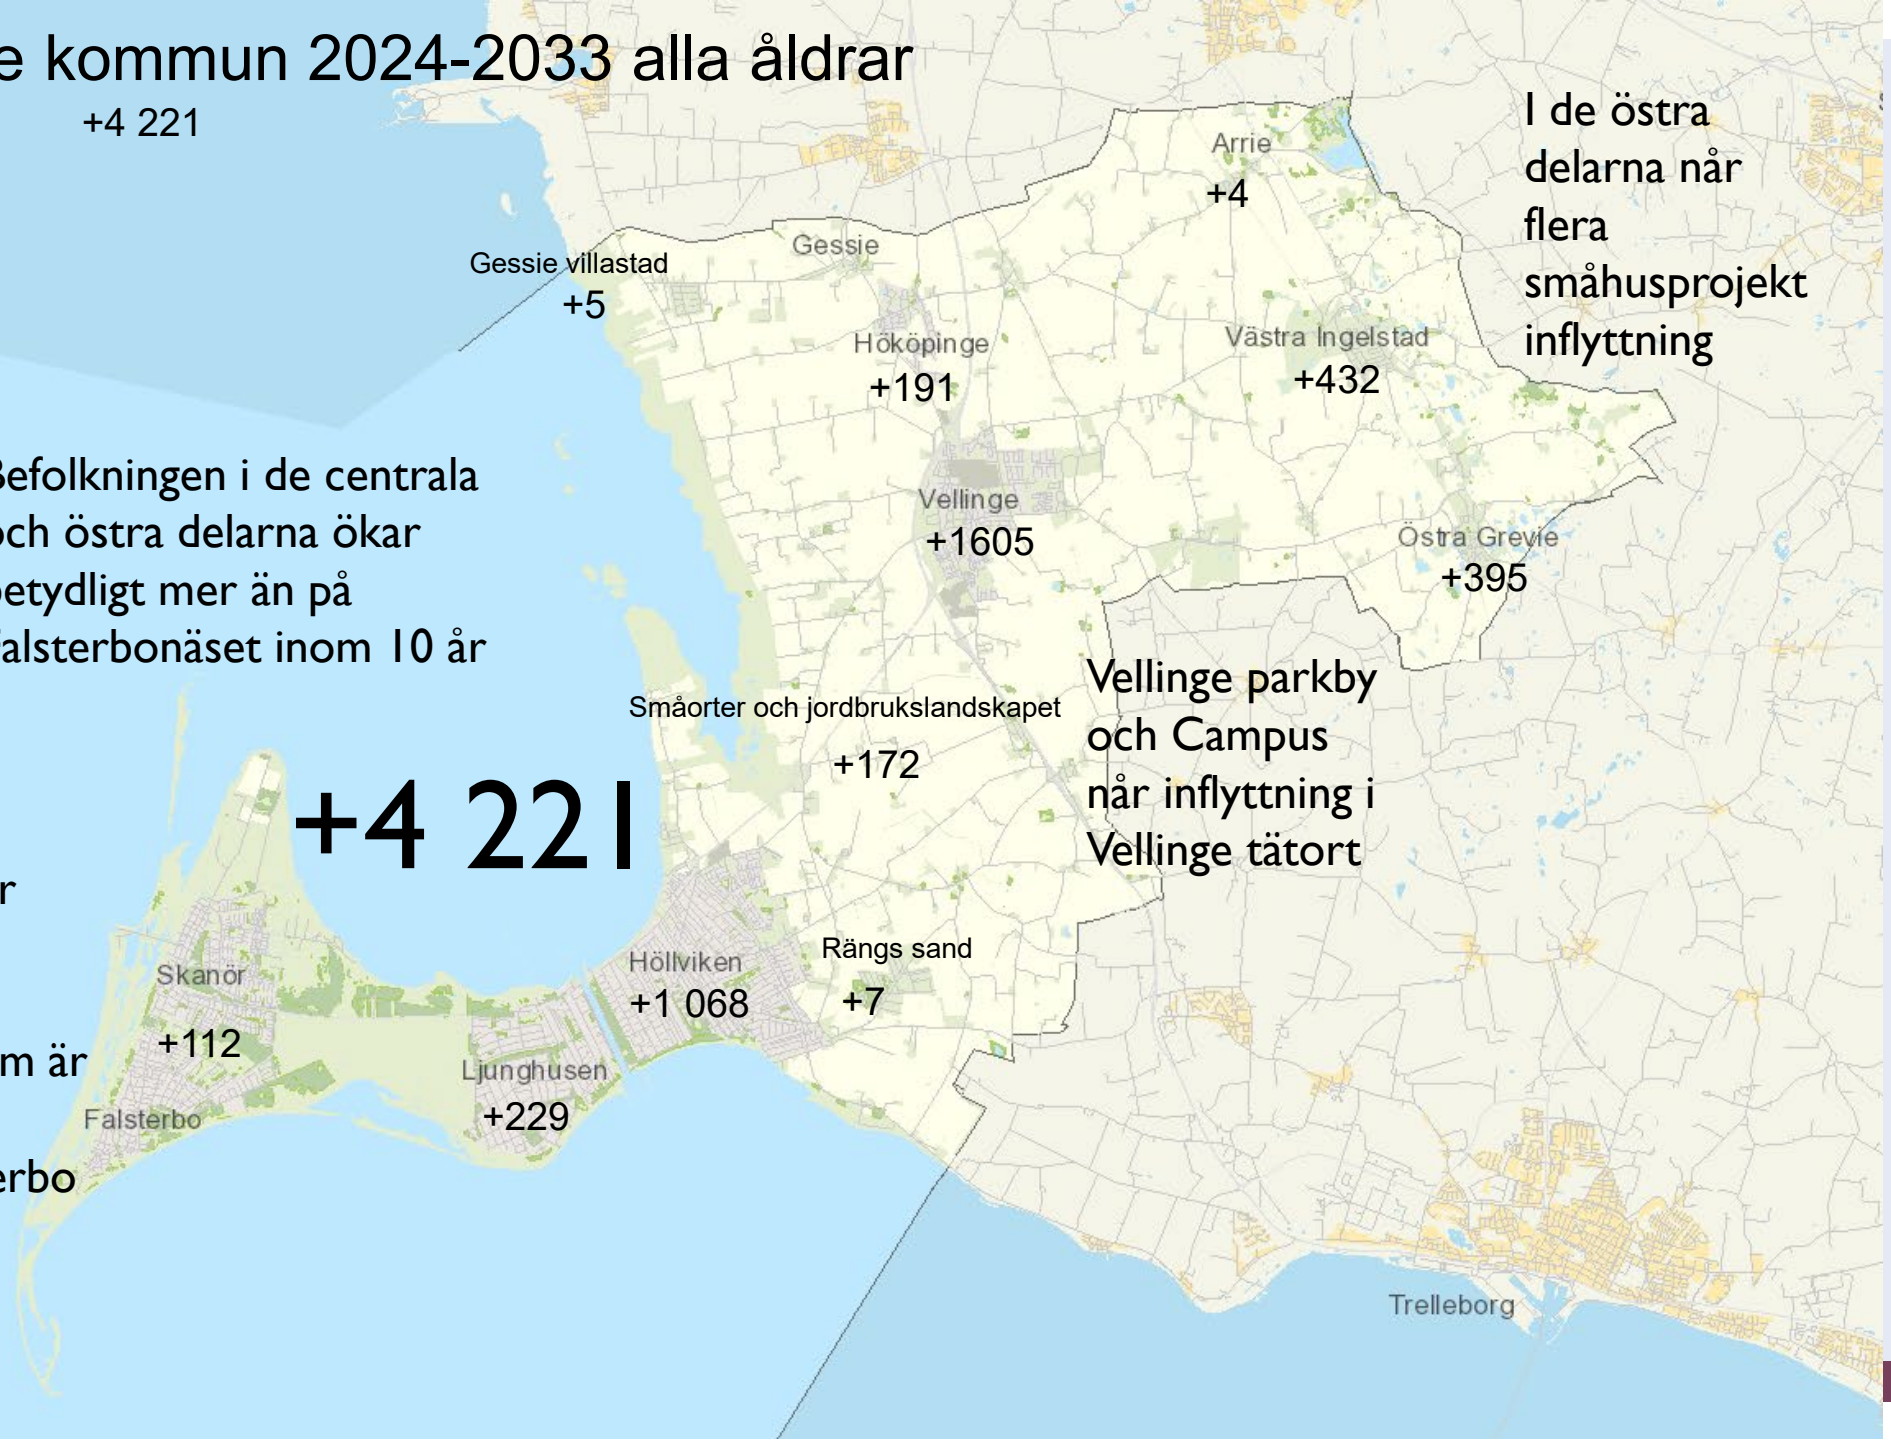 e kommun 2024-2033 alla åldrar
+4 221
I de östra
delarna når
flera
småhusprojekt
inflyttning
Arrie
+4
Gessie
Gessie villastad
+5
Hököpinge
+191
Västra Ingelstad
+432
Befolkningen i de centrala
och östra delarna ökar
betydligt mer än på
Falsterbonäset inom 10 år
Vellinge
+1605
Östra Grevie
+395
Vellinge parkby
och Campus
når inflyttning i
Vellinge tätort
Småorter och jordbrukslandskapet
+172
+4 221
r
Skanör
+112
Höllviken
+1 068
Rängs sand
+7
m är
Ljunghusen
+229
Falsterbo
erbo
Trelleborg